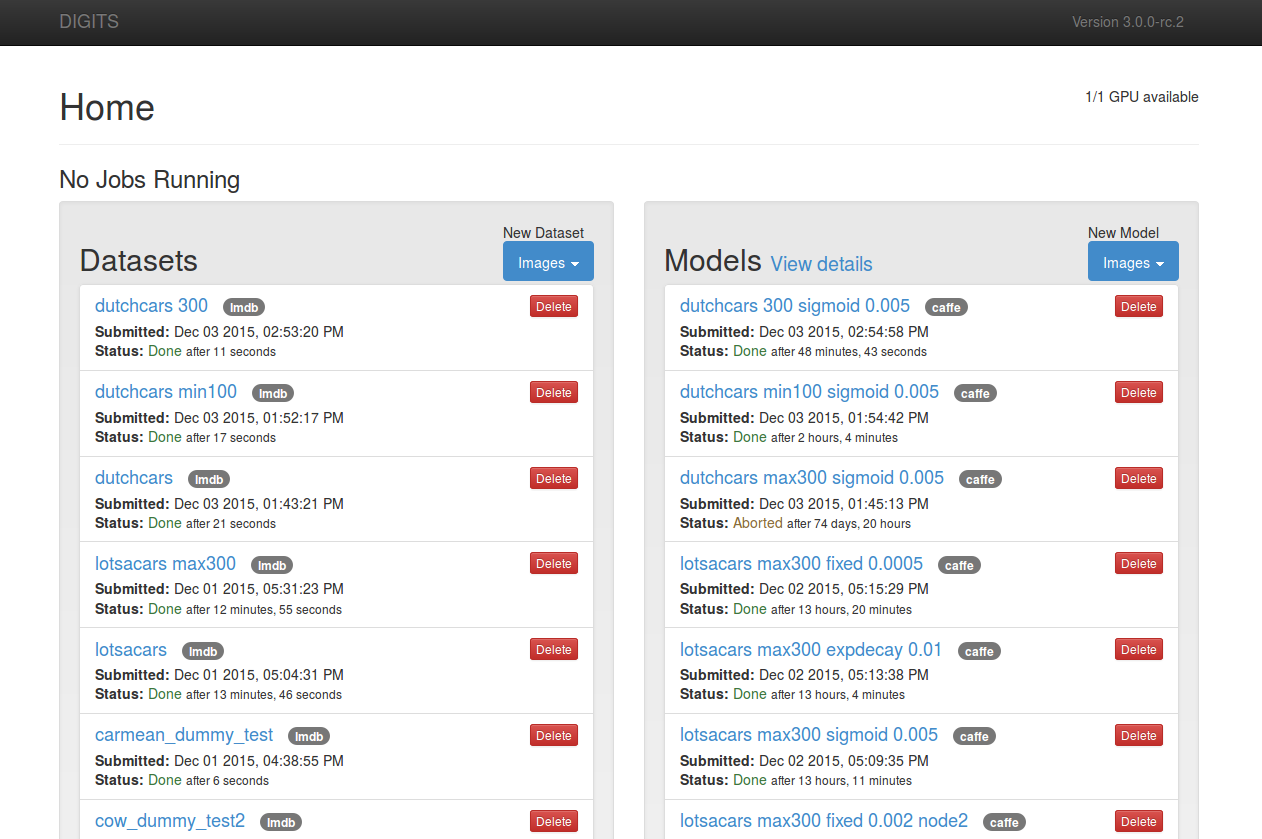 DIGITS
Version 3.0.0-rc.2
Home
1/1 GPU available
No Jobs Running
New Dataset
Datasets
Images
dutchcars 300 lmdb Delete
Submitted: Dec 03 2015, 02:53:20 PM
Status: Done after 11 seconds
dutchcars min100 lmdb Delete
Submitted: Dec 03 2015, 01:52:17 PM
Status: Done after 17 seconds
dutchcars lmdb Delete
Submitted: Dec 03 2015, 01:43:21 PM
Status: Done after 21 seconds
lotsacars max300 lmdb Delete
Submitted: Dec 01 2015, 05:31:23 PM
Status: Done after 12 minutes, 55 seconds
lotsacars lmdb Delete
Submitted: Dec 01 2015, 05:04:31 PM
Status: Done after 13 minutes, 46 seconds
carmean_dummy_test lmdb Delete
Submitted: Dec 01 2015, 04:38:55 PM
Status: Done after 6 seconds
cow_dummy_test2 lmdb Delete
New Model
Models View details
Images
dutchcars 300 sigmoid 0.005 caffe Delete
Submitted: Dec 03 2015, 02:54:58 PM
Status: Done after 48 minutes, 43 seconds
dutchcars min100 sigmoid 0.005 caffe Delete
Submitted: Dec 03 2015, 01:54:42 PM
Status: Done after 2 hours, 4 minutes
dutchcars max300 sigmoid 0.005 caffe Delete
Submitted: Dec 03 2015, 01:45:13 PM
Status: Aborted after 74 days, 20 hours
lotsacars max300 fixed 0.0005 caffe Delete
Submitted: Dec 02 2015, 05:15:29 PM
Status: Done after 13 hours, 20 minutes
lotsacars max300 expdecay 0.01 caffe Delete
Submitted: Dec 02 2015, 05:13:38 PM
Status: Done after 13 hours, 4 minutes
lotsacars max300 sigmoid 0.005 caffe Delete
Submitted: Dec 02 2015, 05:09:35 PM
Status: Done after 13 hours, 11 minutes
lotsacars max300 fixed 0.002 node2 caffe Delete